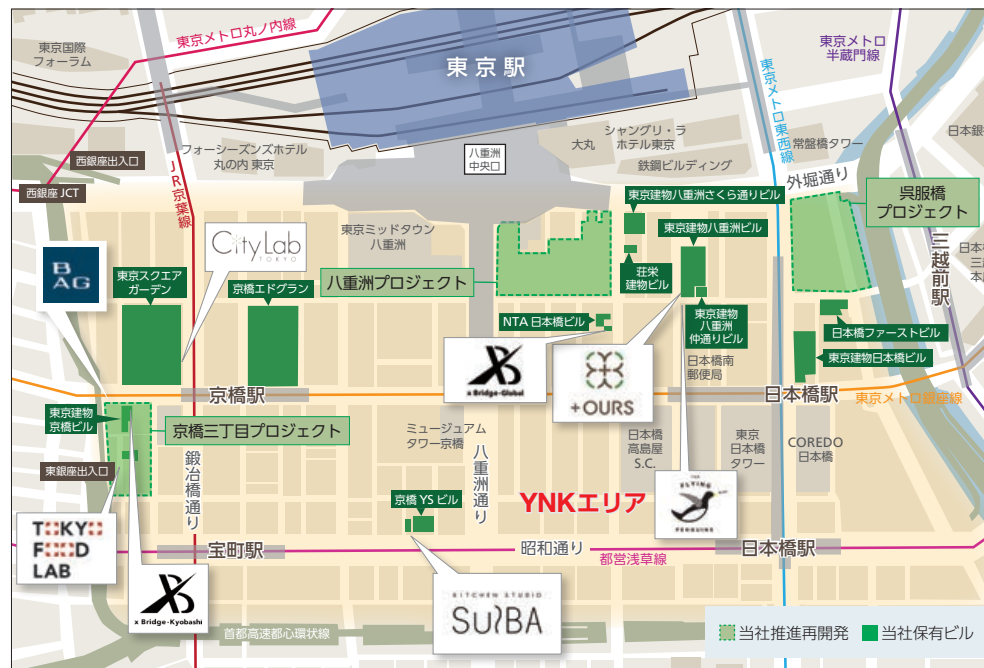 東京メトロ丸ノ内線
東京国際
フォーラム
東京駅
東京メトロ東西線
東京メトロ
半蔵門線
西銀座出入口
西銀座 JCT
フォーシーズンズホテル
丸の内 東京
JR京葉線
八重洲
中央口
大丸
シャングリ・ラ
ホテル東京
鉄鋼ビルディング
常盤橋タワー
外堀通り
日本銀
呉服橋
プロジェクト
三越前駅
日本橋
三越
本店
BAG
東京スクエア
ガーデン
CityLab
TOKYO
京橋エドグラン
東京ミッドタウン
八重洲
八重洲プロジェクト
東京建物八重洲さくら通りビル
東京建物八重洲ビル
荘栄
建物ビル
東京建物
八重洲
仲通りビル
NTA 日本橋ビル
x Bridge-Global
+OURS
日本橋南
郵便局
日本橋ファーストビル
東京建物日本橋ビル
京橋駅
日本橋駅
東京メトロ銀座線
東京建物
京橋ビル
京橋三丁目プロジェクト
東銀座出入口
鍛冶橋通り
ミュージアム
タワー京橋
八重洲通り
日本橋
高島屋
S.C.
東京
日本橋
タワー
COREDO
日本橋
YNKエリア
THE
FLYING
PENGUINS
京橋 YS ビル
TOKYO
FOOD
LAB
x Bridge-Kyobashi
宝町駅
昭和通り
都営浅草線
日本橋駅
KITCHEN STUDIO
SUIBA
首都高速都心環状線
当社推進再開発
当社保有ビル